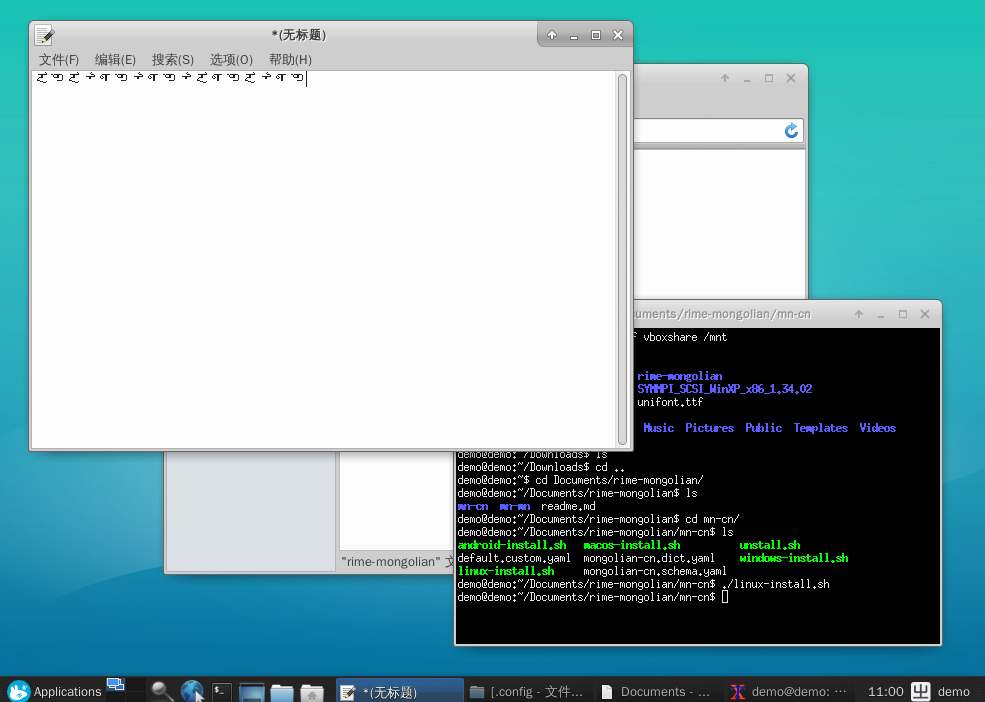 *(无标题)
文件(F) 编辑(E) 搜索(S) 选项(O) 帮助(H)
cuments/rime-mongolian/mn-cn
f vboxshare /mnt
rime-mongolian
SYMMPI_SCSI_WinXP_x86_1.34.02
unifont.ttf
Music Pictures Public Templates Videos
demo@demo:~/Downloads$ ls
demo@demo:~/Downloads$ cd ..
demo@demo:~$ cd Documents/rime-mongolian/
demo@demo:~/Documents/rime-mongolian$ ls
mn-cn mn-mn readme.md
demo@demo:~/Documents/rime-mongolian$ cd mn-cn/
demo@demo:~/Documents/rime-mongolian/mn-cn$ ls
android-install.sh macos-install.sh unstall.sh
default.custom.yaml mongolian-cn.dict.yaml windows-install.sh
linux-install.sh mongolian-cn.schema.yaml
demo@demo:~/Documents/rime-mongolian/mn-cn$ ./linux-install.sh
demo@demo:~/Documents/rime-mongolian/mn-cn$
"rime-mongolian" 文
Applications
*(无标题)
[.config - 文件...
Documents - ...
demo@demo: ...
11:00
demo